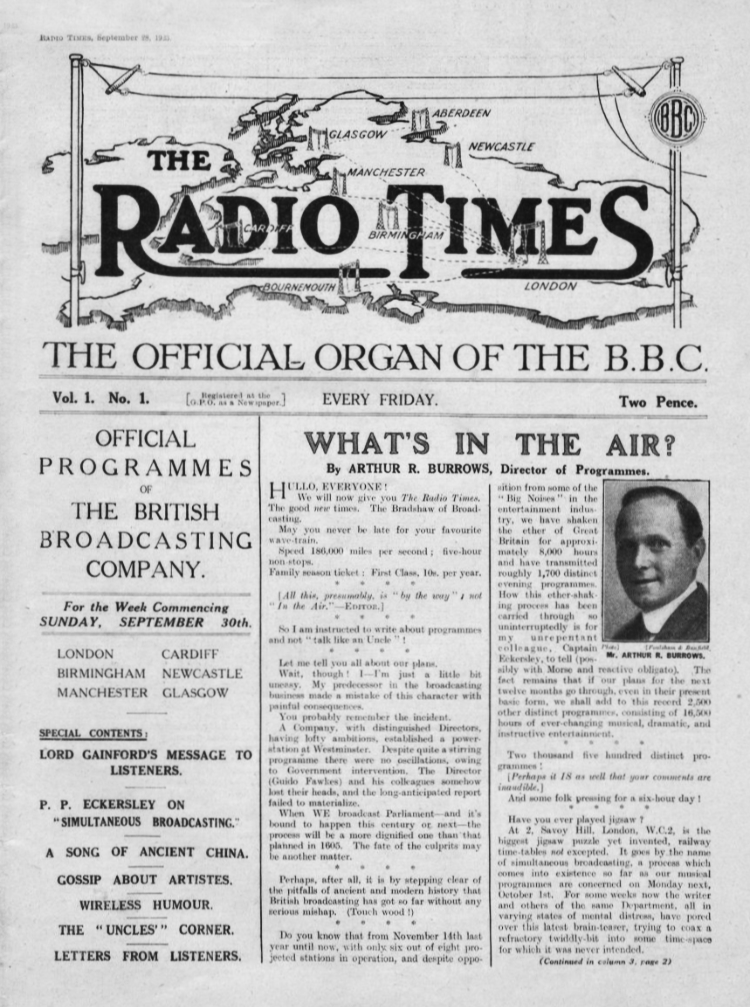 RADIO TIMES, September 28, 1923.
BBC
ABERDEEN
GLASGOW
NEWCASTLE
THE
MANCHESTER
RADIO TIMES
CARDIFF
BIRMINGHAM
BOURNEMOUTH
LONDON
THE OFFICIAL ORGAN OF THE B.B.C.
Vol. 1. No. 1.
[Registered at the
G.P.O. as a Newspaper.]
EVERY FRIDAY.
Two Pence.
OFFICIAL
PROGRAMMES
OF
THE BRITISH
BROADCASTING
COMPANY.
For the Week Commencing
SUNDAY, SEPTEMBER 30th.
LONDON CARDIFF
BIRMINGHAM NEWCASTLE
MANCHESTER GLASGOW
SPECIAL CONTENTS:
LORD GAINFORD'S MESSAGE TO
LISTENERS.
P. P. ECKERSLEY ON
"SIMULTANEOUS BROADCASTING."
A SONG OF ANCIENT CHINA.
GOSSIP ABOUT ARTISTES.
WIRELESS HUMOUR.
THE "UNCLES'" CORNER.
LETTERS FROM LISTENERS.
WHAT'S IN THE AIR?
By ARTHUR R. BURROWS, Director of Programmes.
HULLO, EVERYONE!
We will now give you The Radio Times.
The good new times. The Bradshaw of Broad-
casting.
May you never be late for your favourite
wave-train.
Speed 186,000 miles per second; five-hour
non-stops.
Family season ticket: First Class, 10s. per year.
* * * *
[All this, presumably, is "by the way"; not
"In the Air."—EDITOR.]
* * * *
So I am instructed to write about programmes
and not "talk like an Uncle"!
* * * *
Let me tell you all about our plans.
Wait, though! I—I'm just a little bit
uneasy. My predecessor in the broadcasting
business made a mistake of this character with
painful consequences.
You probably remember the incident.
A Company, with distinguished Directors,
having lofty ambitions, established a power-
station at Westminster. Despite quite a stirring
programme there were no oscillations, owing
to Government intervention. The Director
(Guido Fawkes) and his colleagues somehow
lost their heads, and the long-anticipated report
failed to materialize.
When WE broadcast Parliament—and it's
bound to happen this century or next—the
process will be a more dignified one than that
planned in 1605. The fate of the culprits may
be another matter.
* * * *
Perhaps, after all, it is by stepping clear of
the pitfalls of ancient and modern history that
British broadcasting has got so far without any
serious mishap. (Touch wood!)
* * * *
Do you know that from November 14th last
year until now, with only six out of eight pro-
jected stations in operation, and despite oppo-
sition from some of the
"Big Noises" in the
entertainment indus-
try, we have shaken
the ether of Great
Britain for approxi-
mately 8,000 hours
and have transmitted
roughly 1,700 distinct
evening programmes.
How this ether-shak-
ing process has been
carried through so
uninterruptedly is for
my unrepentant
colleague, Captain
Eckersley, to tell (pos-
sibly with Morse and reactive obligato). The
fact remains that if our plans for the next
twelve months go through, even in their present
basic form, we shall add to this record 2,500
other distinct programmes, consisting of 16,500
hours of ever-changing musical, dramatic, and
instructive entertainment.
* * * *
Two thousand five hundred distinct pro-
grammes!
[Perhaps it IS as well that your comments are
inaudible.]
And some folk pressing for a six-hour day!
* * * *
Have you ever played jigsaw?
At 2, Savoy Hill, London, W.C.2, is the
biggest jigsaw puzzle yet invented, railway
time-tables not excepted. It goes by the name
of simultaneous broadcasting, a process which
comes into existence so far as our musical
programmes are concerned on Monday next,
October 1st. For some weeks now the writer
and others of the same Department, all in
varying states of mental distress, have pored
over this latest brain-teaser, trying to coax a
refractory twiddly-bit into some time-space
for which it was never intended.
(Continued in column 3, page 2)
Photo]
Mr. ARTHUR R. BURROWS.